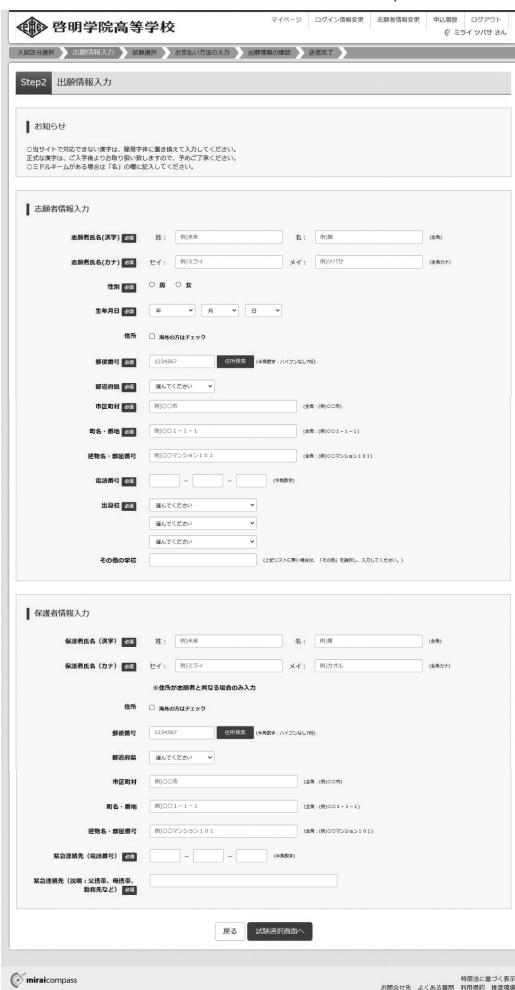 啓明学院高等学校
マイページ ログイン情報変更 志願者情報変更 申込履歴 ログアウト
ミライ ツバサ さん
入試区分選択 出願情報入力 試験選択 お支払い方法の入力 出願情報の確認 送信完了
Step2 出願情報入力
お知らせ
○当サイトで対応できない漢字は、簡易字体に置き換えて入力してください。
正式な漢字は、ご入学後よりお取り扱い致しますので、予めご了承ください。
○ミドルネームがある場合は「名」の欄に記入してください。
志願者情報入力
志願者氏名(漢字) 必須 姓： 例)未来 名： 例)翼 (全角)
志願者氏名(カナ) 必須 セイ： 例)ミライ メイ： 例)ツバサ (全角カナ)
性別 必須 男 女
生年月日 必須 年 月 日
住所 海外の方はチェック
郵便番号 必須 1234567 住所検索 (半角数字：ハイフンなし7桁)
都道府県 必須 選んでください
市区町村 必須 例)○○市 (全角：(例)○○市)
町名・番地 必須 例)○○１－１－１ (全角：(例)○○１－１－１)
建物名・部屋番号 例)○○マンション１０１ (全角：(例)○○マンション１０１)
電話番号 必須 － － (半角数字)
出身校 必須 選んでください
選んでください
選んでください
その他の学校 (上記リストに無い場合は、「その他」を選択し、入力してください。)
保護者情報入力
保護者氏名（漢字） 必須 姓： 例)未来 名： 例)薫 (全角)
保護者氏名（カナ） 必須 セイ： 例)ミライ メイ： 例)カオル (全角カナ)
※住所が志願者と異なる場合のみ入力
住所 海外の方はチェック
郵便番号 1234567 住所検索 (半角数字：ハイフンなし7桁)
都道府県 選んでください
市区町村 例)○○市 (全角：(例)○○市)
町名・番地 例)○○１－１－１ (全角：(例)○○１－１－１)
建物名・部屋番号 例)○○マンション１０１ (全角：(例)○○マンション１０１)
緊急連絡先（電話番号） 必須 － － (半角数字)
緊急連絡先（説明：父携帯、母携帯、
勤務先など） 必須
戻る 試験選択画面へ
miraicompass
特商法に基づく表示
お問合せ先 よくある質問 利用規約 推奨環境